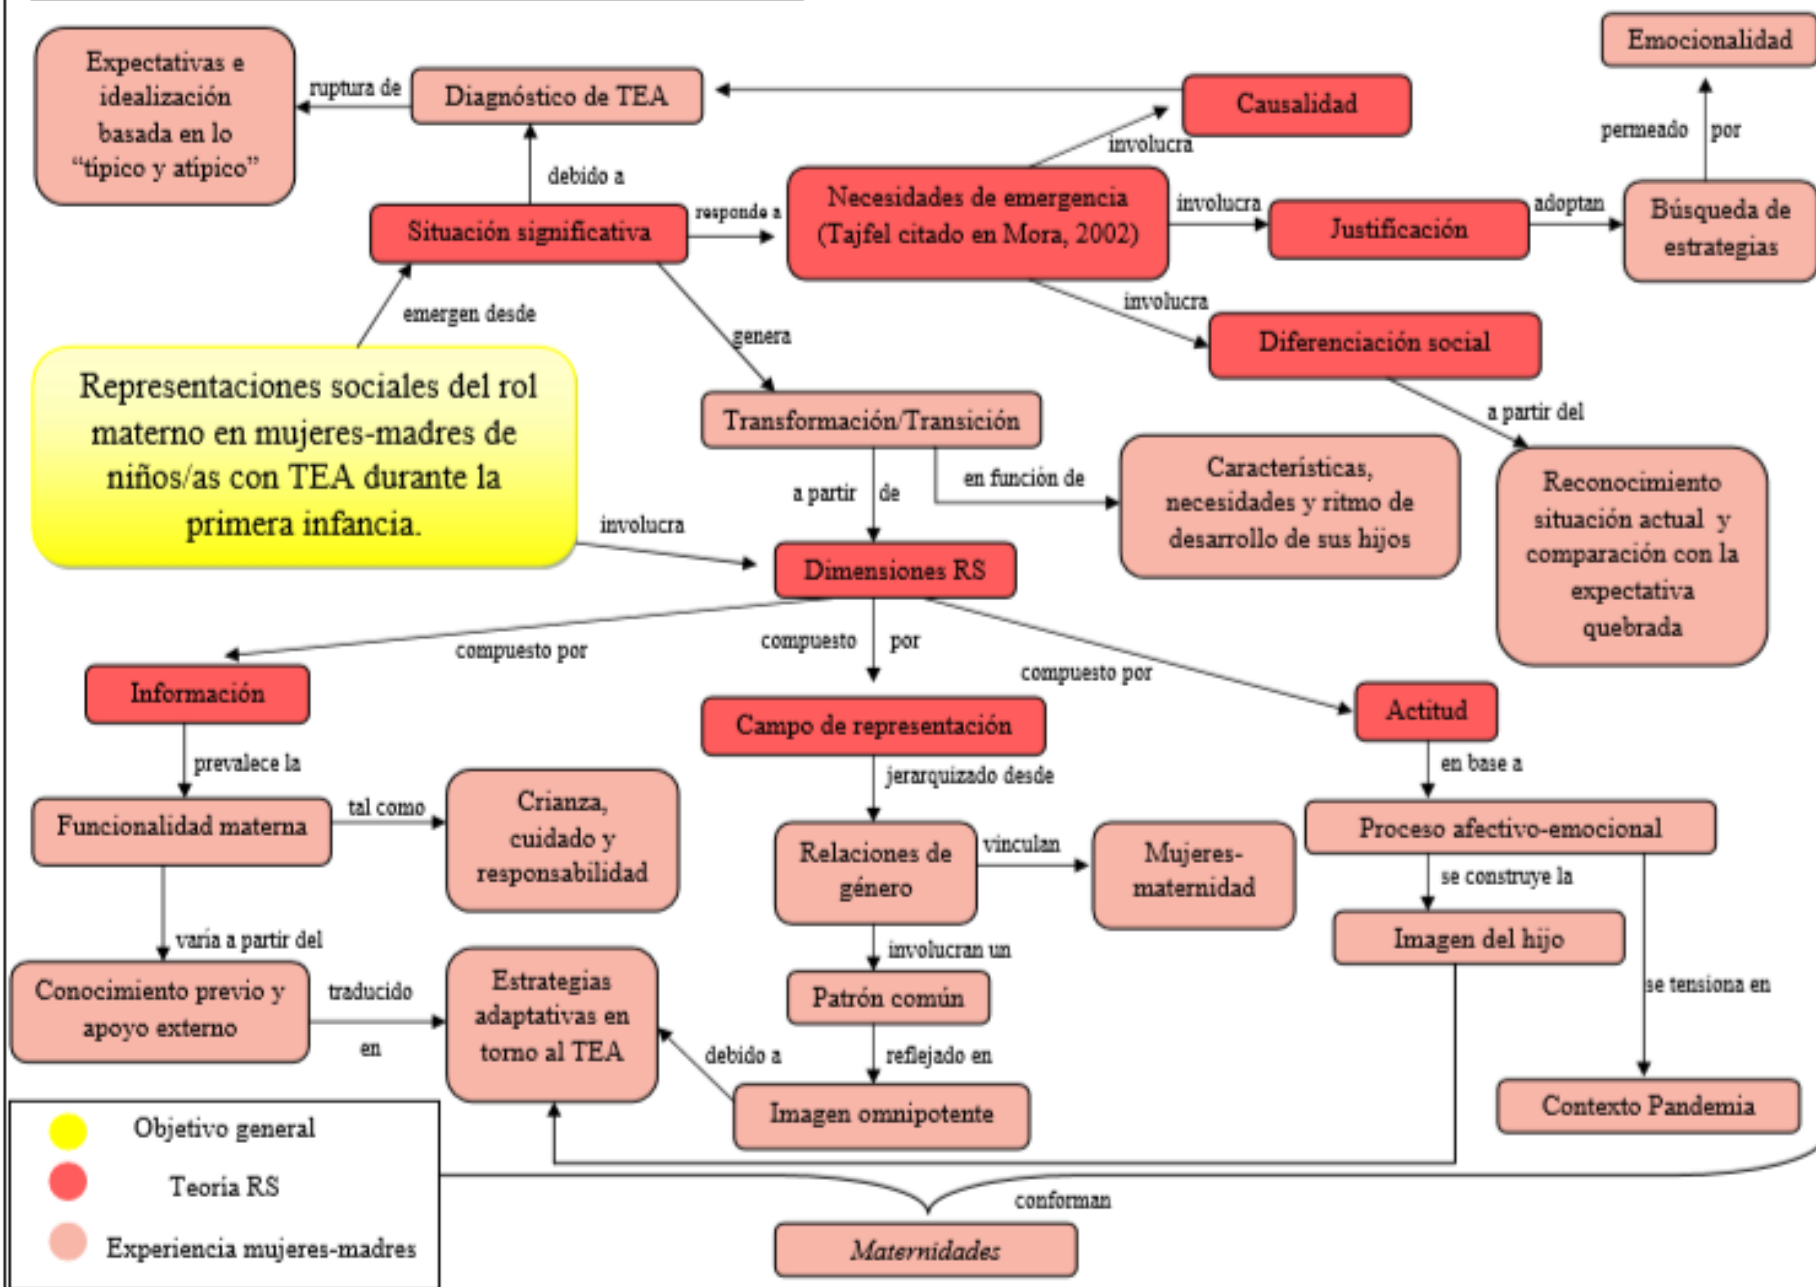 Emocionalidad
Expectativas e
idealización
basada en lo
“típico y atípico”
ruptura de
Diagnóstico de TEA
Causalidad
permeado por
involucra
debido a
Necesidades de emergencia
(Tajfel citado en Mora, 2002)
involucra
Justificación
adoptan
Búsqueda de
estrategias
Situación significativa
responde a
emergen desde
genera
involucra
Diferenciación social
a partir del
Representaciones sociales del rol
materno en mujeres-madres de
niños/as con TEA durante la
primera infancia.
Transformación/Transición
a partir de
en función de
Características,
necesidades y ritmo de
desarrollo de sus hijos
Reconocimiento
situación actual y
comparación con la
expectativa
quebrada
involucra
Dimensiones RS
compuesto por
compuesto por
compuesto por
Información
Campo de representación
Actitud
prevalece la
jerarquizado desde
en base a
Funcionalidad materna
tal como
Crianza,
cuidado y
responsabilidad
Relaciones de
género
vinculan
Mujeres-
maternidad
Proceso afectivo-emocional
se construye la
Imagen del hijo
varía a partir del
involucran un
se tensiona en
Conocimiento previo y
apoyo externo
traducido
en
Estrategias
adaptativas en
torno al TEA
Patrón común
debido a
reflejado en
Imagen omnipotente
Contexto Pandemia
Objetivo general
Teoría RS
Experiencia mujeres-madres
conforman
Maternidades